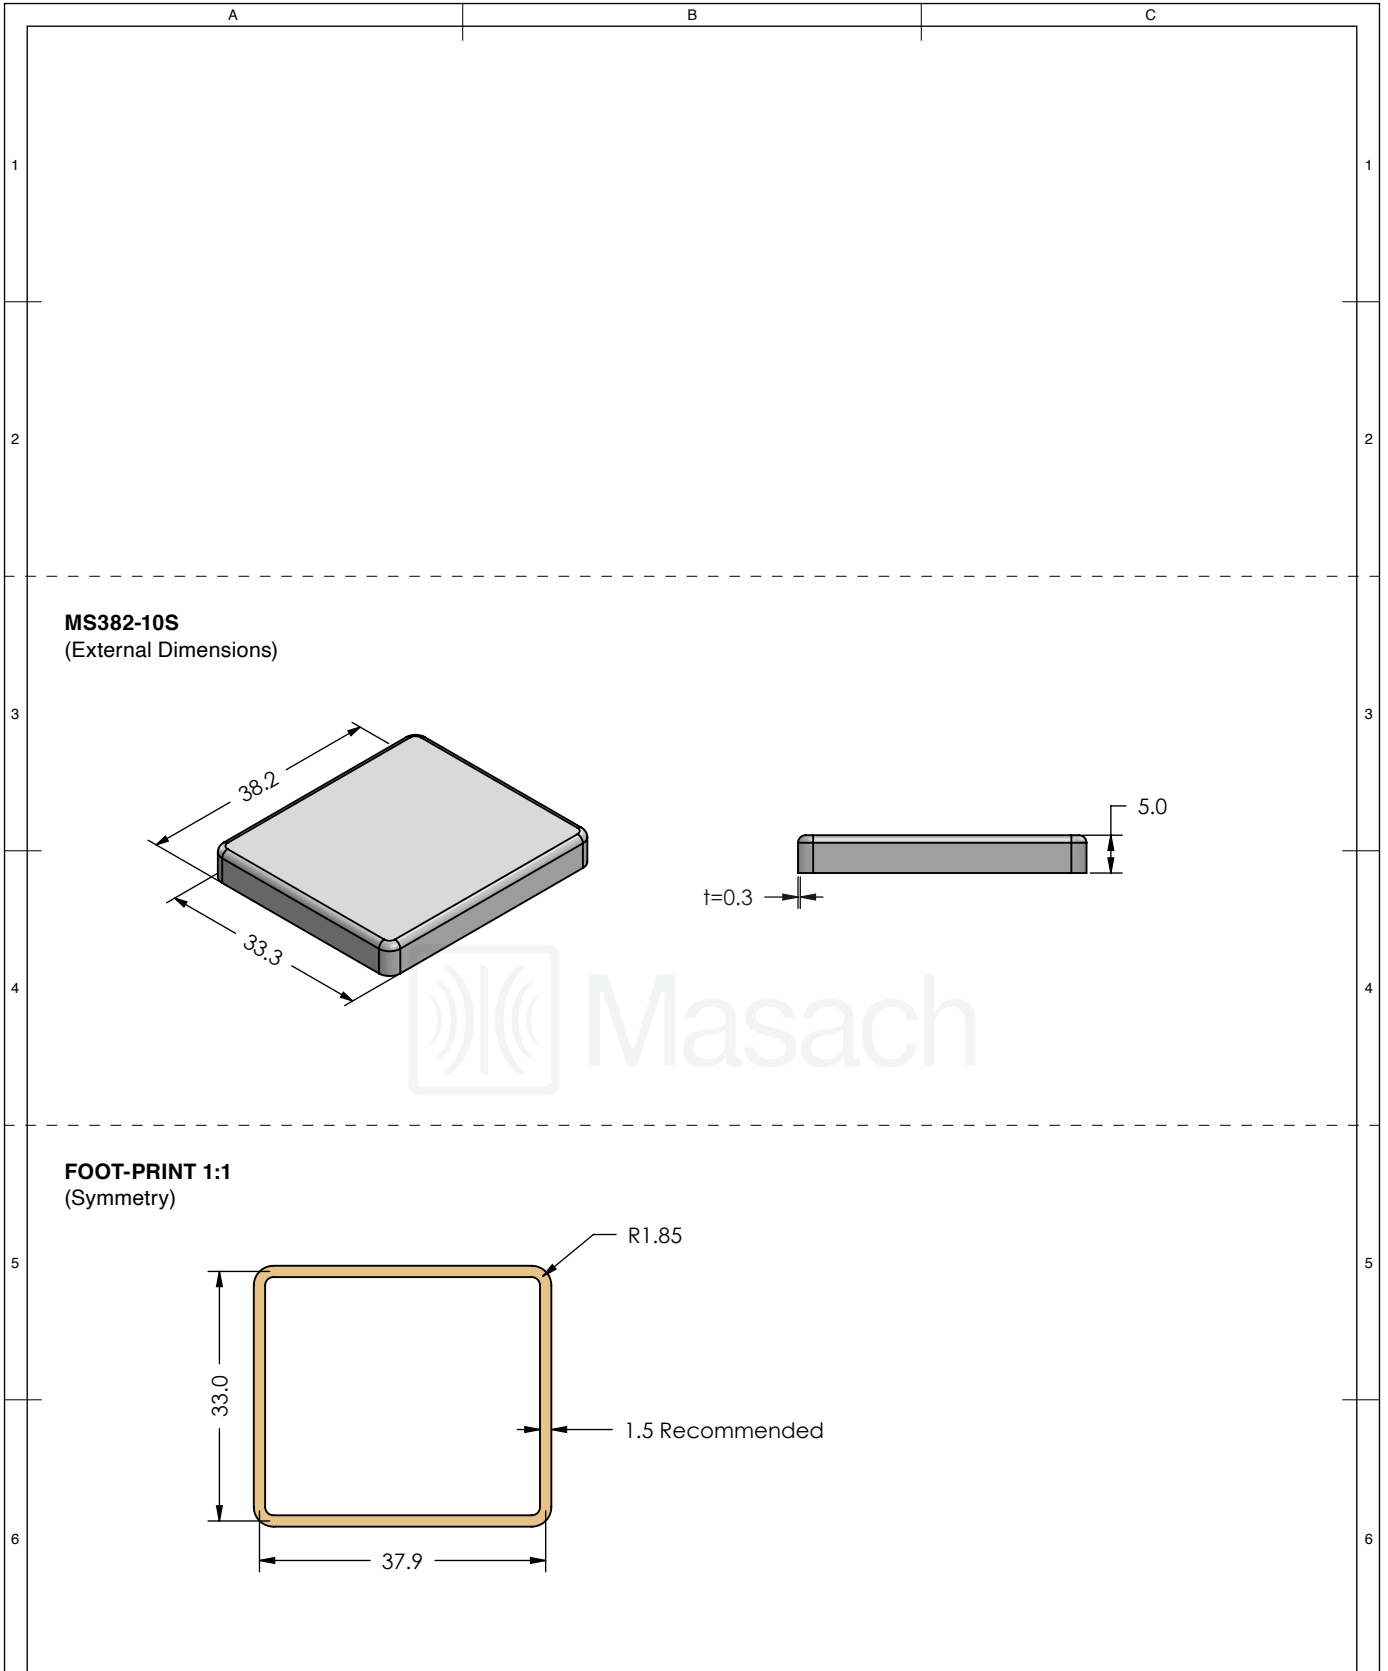 A B C
1 1
2 2
MS382-10S
(External Dimensions)
3 3
38.2
5.0
t=0.3
33.3
4 4
Masach
FOOT-PRINT 1:1
(Symmetry)
R1.85
5 5
33.0
1.5 Recommended
6 6
37.9